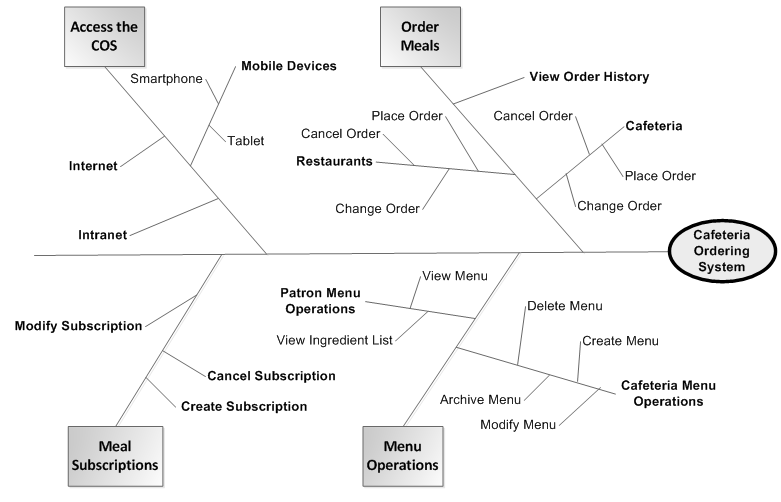 Access the
COS
Order
Meals
Mobile Devices
Smartphone
View Order History
Place Order
Cancel Order
Cafeteria
Cancel Order
Tablet
Restaurants
Internet
Place Order
Change Order
Change Order
Intranet
Cafeteria
Ordering
System
View Menu
Patron Menu
Operations
Delete Menu
Modify Subscription
View Ingredient List
Create Menu
Cancel Subscription
Cafeteria Menu
Operations
Archive Menu
Create Subscription
Modify Menu
Meal
Subscriptions
Menu
Operations